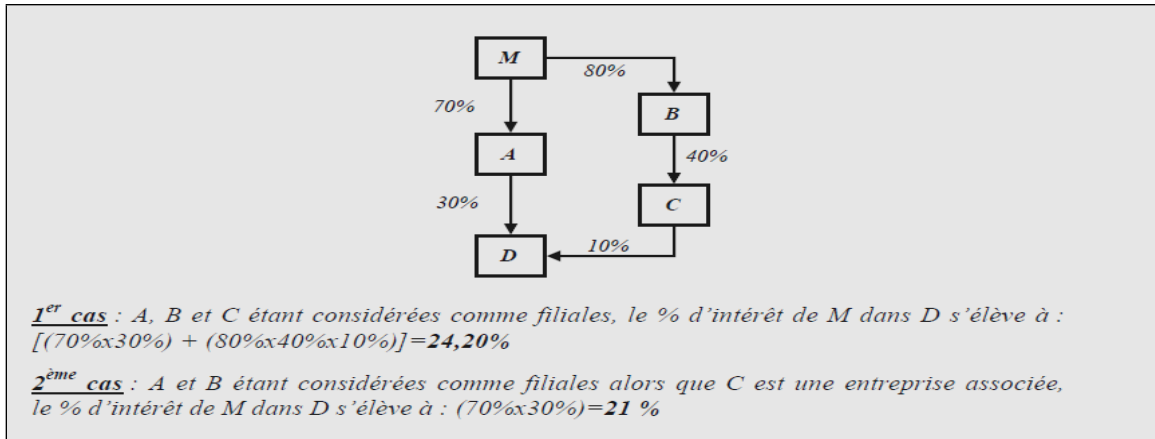 M
80%
70%
B
A
40%
30%
C
10%
D
1er cas : A, B et C étant considérées comme filiales, le % d'intérêt de M dans D s'élève à :
[(70%x30%) + (80%x40%x10%)]=24,20%
2ème cas : A et B étant considérées comme filiales alors que C est une entreprise associée,
le % d'intérêt de M dans D s'élève à : (70%x30%)=21 %